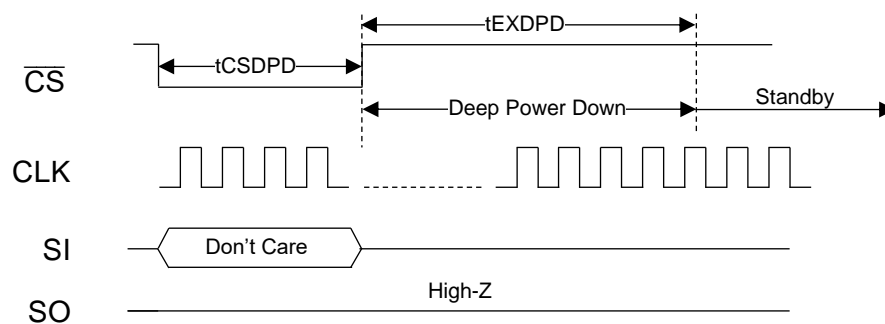 tEXDPD
tCSDPD
CS
Deep Power Down
Standby
CLK
SI
Don't Care
High-Z
SO